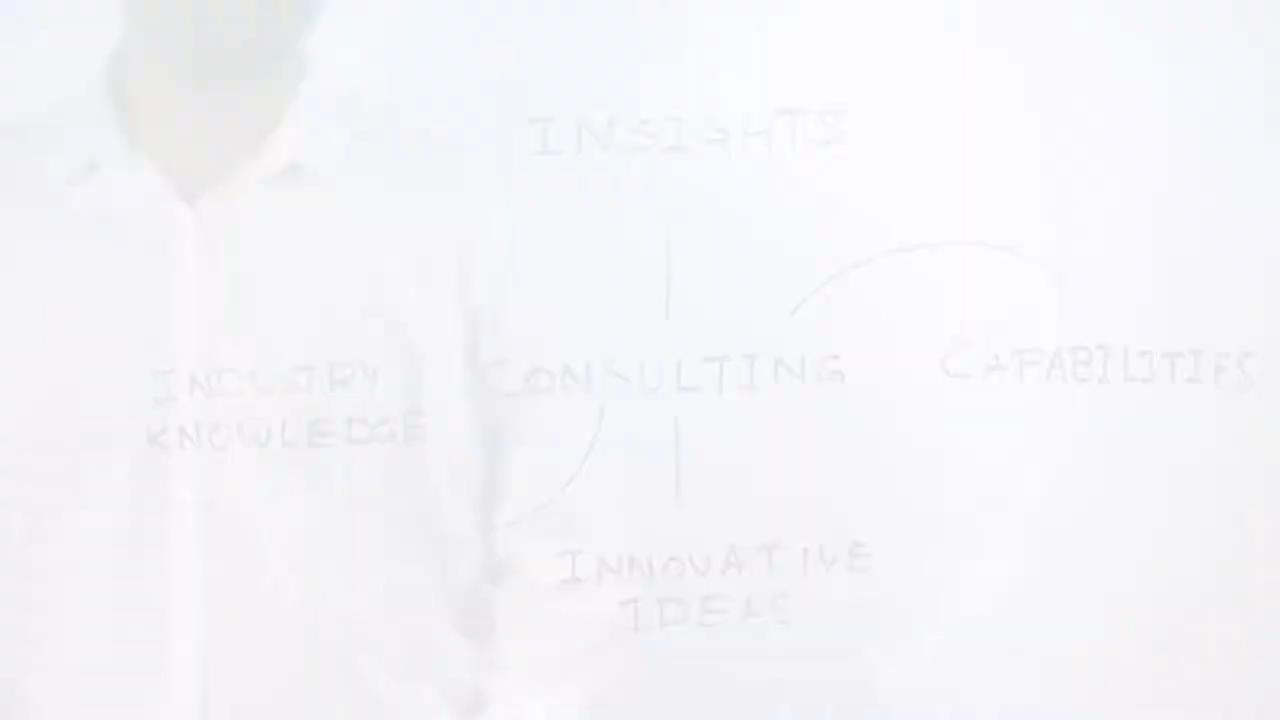 INSIGHTS
INDUSTRY
KNOWLEDGE
CONSULTING
CAPABILITIES
INNOVATIVE
IDEAS